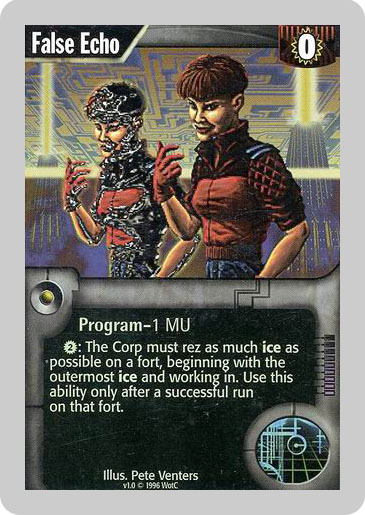 False Echo
0
Program–1 MU
2: The Corp must rez as much ice as
possible on a fort, beginning with the
outermost ice and working in. Use this
ability only after a successful run
on that fort.
Illus. Pete Venters
v1.0 © 1996 WotC